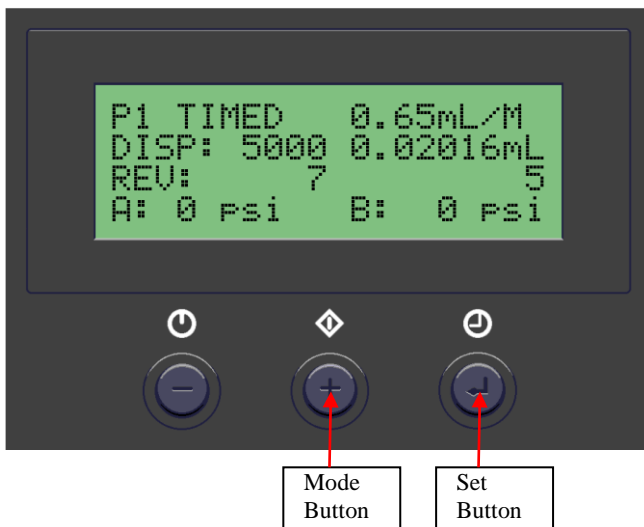 P1 TIMED 0.65mL/M
DISP: 5000 0.02016mL
REV: 7 5
A: 0 psi B: 0 psi
Mode
Button
Set
Button